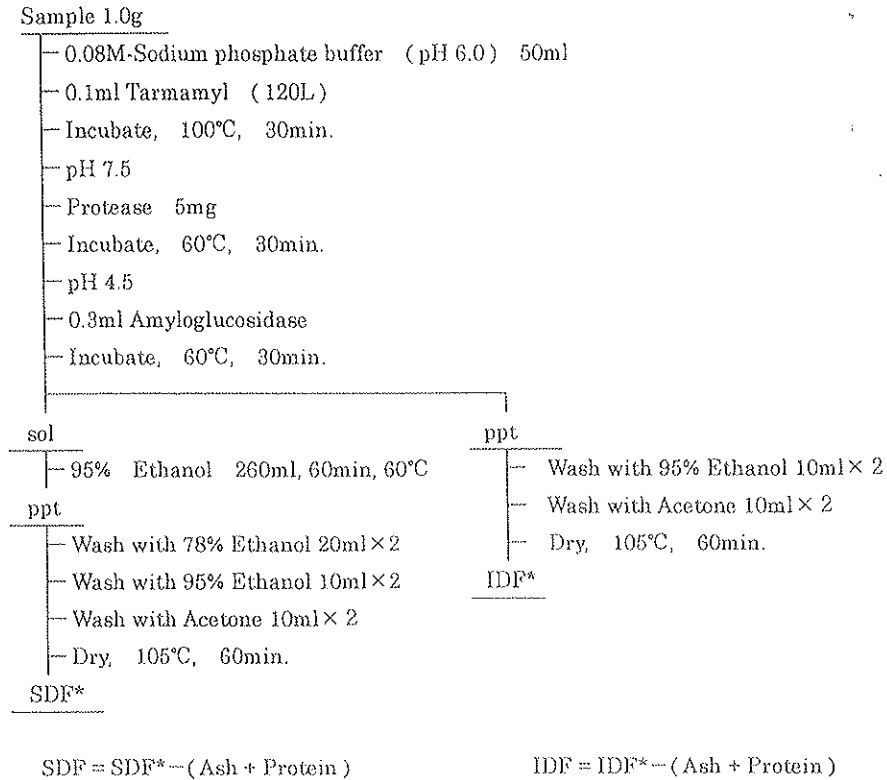 Sample 1.0g
0.08M-Sodium phosphate buffer ( pH 6.0 ) 50ml
0.1ml Tarmamyl ( 120L )
Incubate, 100℃, 30min.
pH 7.5
Protease 5mg
Incubate, 60℃, 30min.
pH 4.5
0.3ml Amyloglucosidase
Incubate, 60℃, 30min.
sol
95% Ethanol 260ml, 60min, 60℃
ppt
Wash with 78% Ethanol 20ml×2
Wash with 95% Ethanol 10ml×2
Wash with Acetone 10ml× 2
Dry, 105℃, 60min.
SDF*
ppt
Wash with 95% Ethanol 10ml× 2
Wash with Acetone 10ml× 2
Dry, 105℃, 60min.
IDF*
SDF = SDF* − ( Ash + Protein )
IDF = IDF* − ( Ash + Protein )